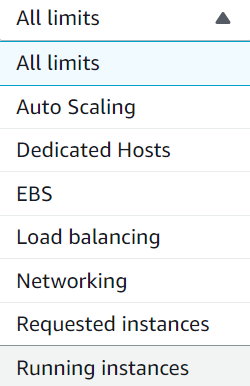 All limits
All limits
Auto Scaling
Dedicated Hosts
EBS
Load balancing
Networking
Requested instances
Running instances